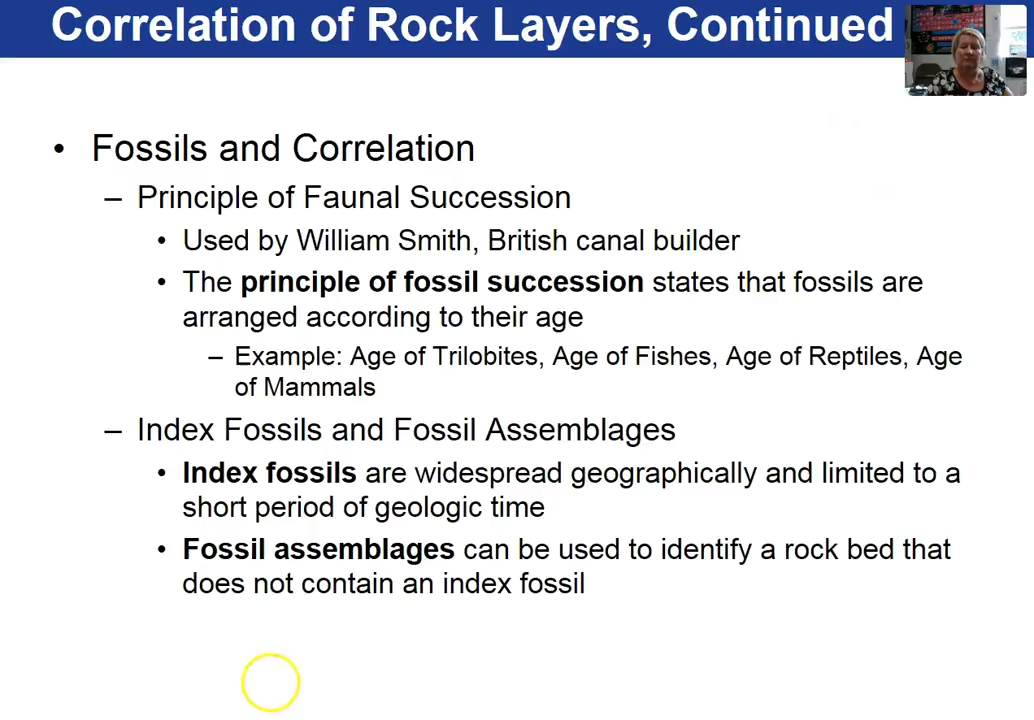 Correlation of Rock Layers, Continued
• Fossils and Correlation
– Principle of Faunal Succession
• Used by William Smith, British canal builder
• The principle of fossil succession states that fossils are
arranged according to their age
– Example: Age of Trilobites, Age of Fishes, Age of Reptiles, Age
of Mammals
– Index Fossils and Fossil Assemblages
• Index fossils are widespread geographically and limited to a
short period of geologic time
• Fossil assemblages can be used to identify a rock bed that
does not contain an index fossil